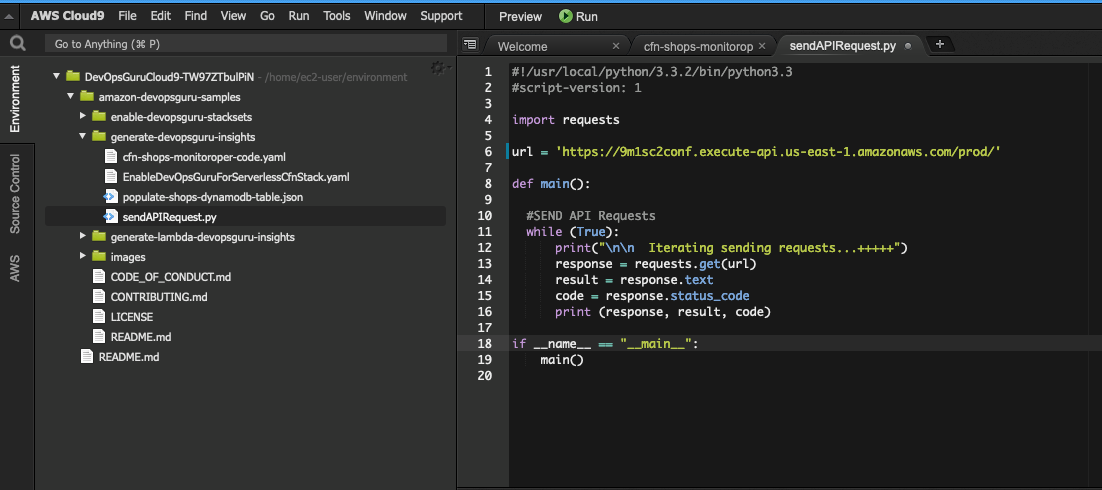 AWS Cloud9 File Edit Find View Go Run Tools Window Support Preview Run
Go to Anything (⌘ P)
Welcome × cfn-shops-monitorop × sendAPIRequest.py
Environment
Source Control
AWS
DevOpsGuruCloud9-TW97ZTbulPiN - /home/ec2-user/environment
amazon-devopsguru-samples
enable-devopsguru-stacksets
generate-devopsguru-insights
cfn-shops-monitoroper-code.yaml
EnableDevOpsGuruForServerlessCfnStack.yaml
populate-shops-dynamodb-table.json
sendAPIRequest.py
generate-lambda-devopsguru-insights
images
CODE_OF_CONDUCT.md
CONTRIBUTING.md
LICENSE
README.md
README.md
1 #!/usr/local/python/3.3.2/bin/python3.3
2 #script-version: 1
3
4 import requests
5
6 url = 'https://9m1sc2conf.execute-api.us-east-1.amazonaws.com/prod/'
7
8 def main():
9
10 #SEND API Requests
11 while (True):
12 print("\n\n  Iterating sending requests...+++++")
13 response = requests.get(url)
14 result = response.text
15 code = response.status_code
16 print (response, result, code)
17
18 if __name__ == "__main__":
19 main()
20